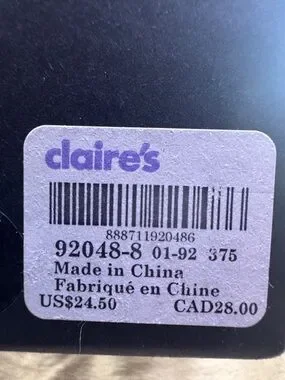 claire's
888711920486
92048-8 01-92 375
Made in China
Fabriqué en Chine
US$24.50 CAD28.00